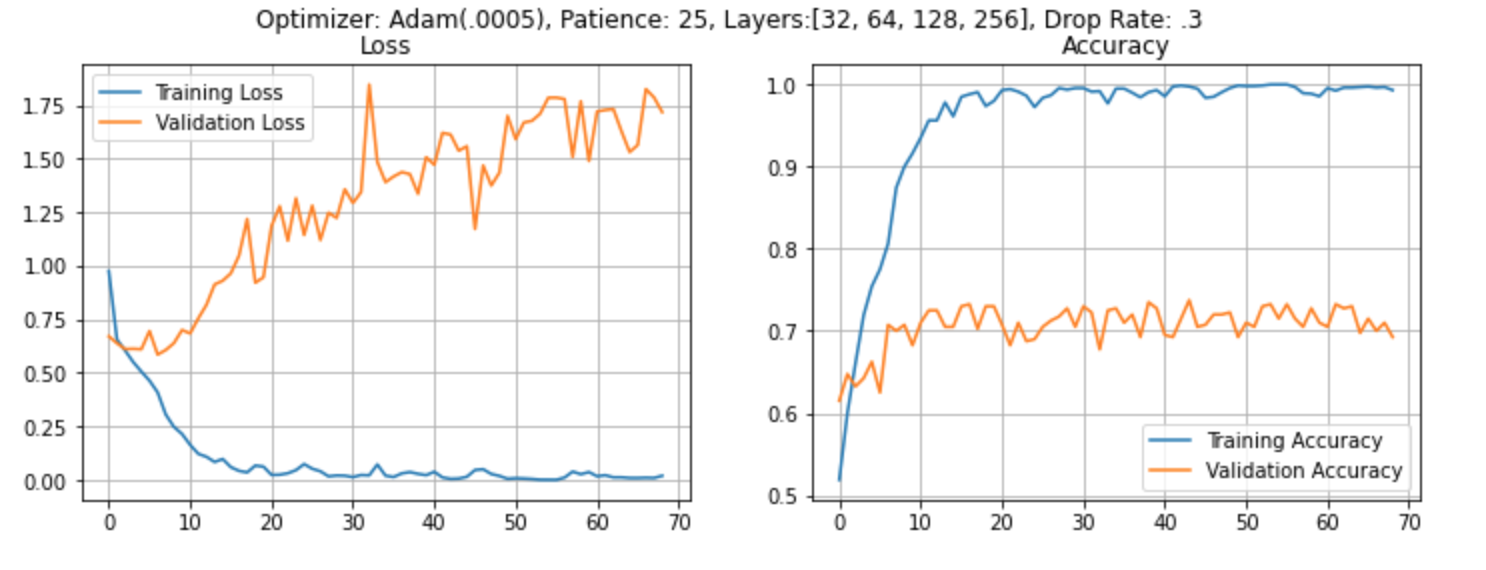 Optimizer: Adam(.0005), Patience: 25, Layers:[32, 64, 128, 256], Drop Rate: .3
Loss
Training Loss
Validation Loss
1.75
1.50
1.25
1.00
0.75
0.50
0.25
0.00
0 10 20 30 40 50 60 70
Accuracy
1.0
0.9
0.8
0.7
0.6
0.5
Training Accuracy
Validation Accuracy
0 10 20 30 40 50 60 70